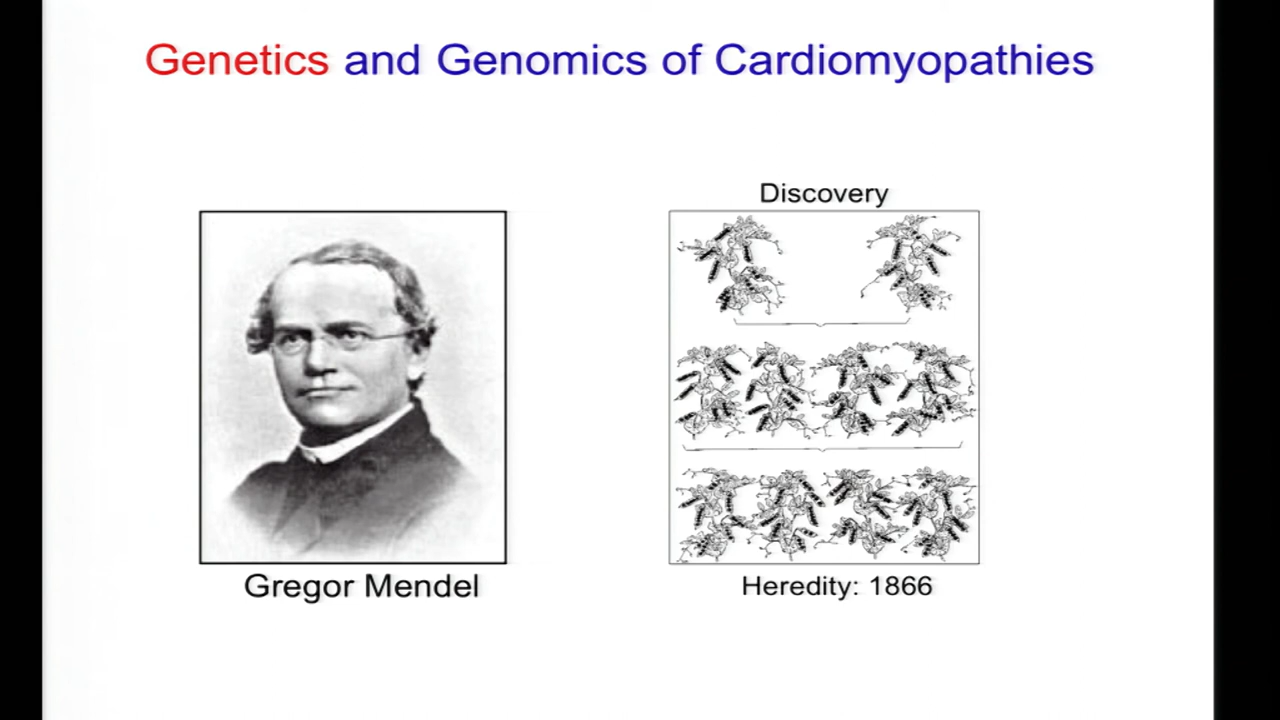 Genetics and Genomics of Cardiomyopathies
Discovery
Gregor Mendel
Heredity: 1866